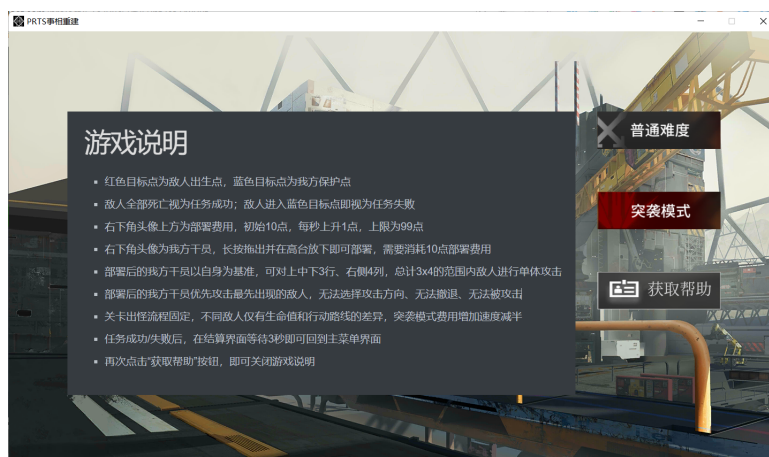 PRTS事相重建
游戏说明
红色目标点为敌人出生点，蓝色目标点为我方保护点
敌人全部死亡视为任务成功；敌人进入蓝色目标点即视为任务失败
右下角头像上方为部署费用，初始10点，每秒上升1点，上限为99点
右下角头像为我方干员，长按拖出并在高台放下即可部署，需要消耗10点部署费用
部署后的我方干员以自身为基准，可对上中下3行、右侧4列，总计3x4的范围内敌人进行单体攻击
部署后的我方干员优先攻击最先出现的敌人，无法选择攻击方向、无法撤退、无法被攻击
关卡出怪流程固定，不同敌人仅有生命值和行动路线的差异，突袭模式费用增加速度减半
任务成功/失败后，在结算界面等待3秒即可回到主菜单界面
再次点击“获取帮助”按钮，即可关闭游戏说明
普通难度
突袭模式
获取帮助